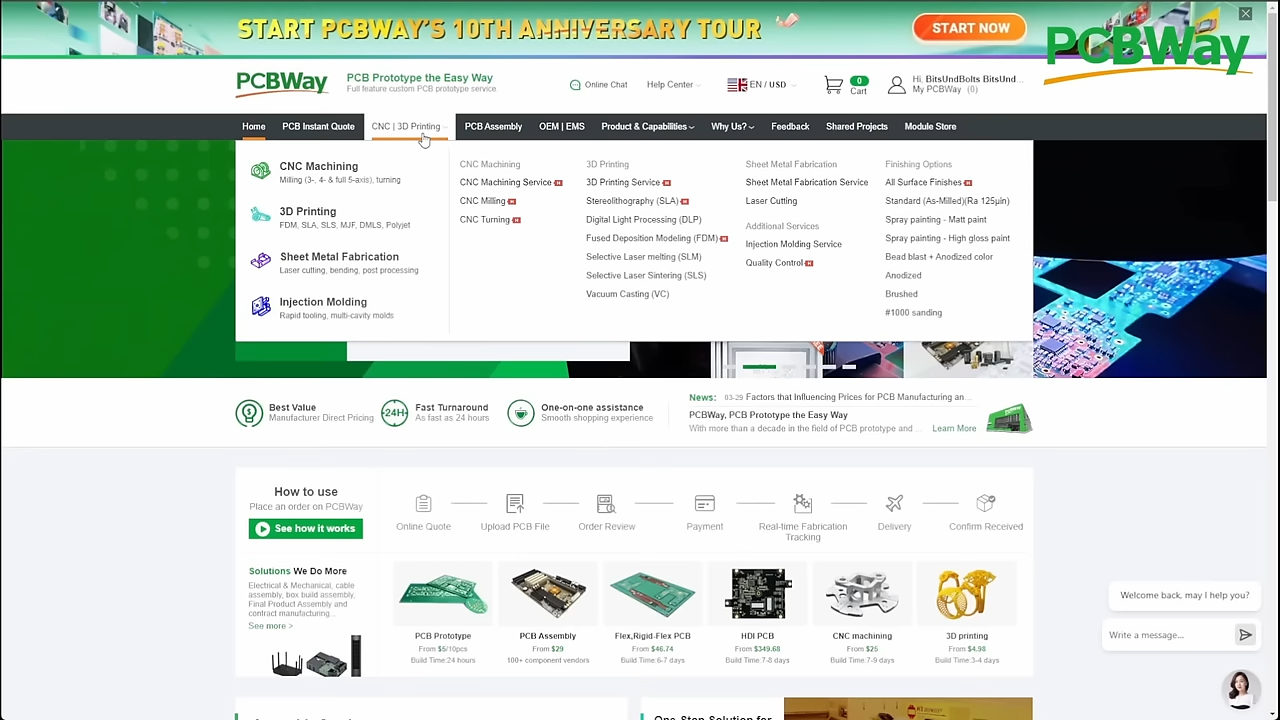 START PCBWAY'S 10TH ANNIVERSARY TOUR
START NOW
PCBWay
PCBWay
PCB Prototype the Easy Way
Full feature custom PCB prototype service.
Online Chat
Help Center
EN / USD
0
Cart
Hi, BitsUndBolts BitsUnd...
My PCBWay (0)
Home
PCB Instant Quote
CNC | 3D Printing
PCB Assembly
OEM | EMS
Product & Capabilities
Why Us?
Feedback
Shared Projects
Module Store
CNC Machining
Milling (3-, 4- & full 5-axis), turning
3D Printing
FDM, SLA, SLS, MJF, DMLS, Polyjet
Sheet Metal Fabrication
Laser cutting, bending, post processing
Injection Molding
Rapid tooling, multi-cavity molds
CNC Machining
CNC Machining Service
CNC Milling
CNC Turning
3D Printing
3D Printing Service
Stereolithography (SLA)
Digital Light Processing (DLP)
Fused Deposition Modeling (FDM)
Selective Laser melting (SLM)
Selective Laser Sintering (SLS)
Vacuum Casting (VC)
Sheet Metal Fabrication
Sheet Metal Fabrication Service
Laser Cutting
Additional Services
Injection Molding Service
Quality Control
Finishing Options
All Surface Finishes
Standard (As-Milled)(Ra 125µin)
Spray painting - Matt paint
Spray painting - High gloss paint
Bead blast + Anodized color
Anodized
Brushed
#1000 sanding
Best Value
Manufacturer Direct Pricing
24H
Fast Turnaround
As fast as 24 hours
One-on-one assistance
Smooth shopping experience
News: 03-29 Factors that Influencing Prices for PCB Manufacturing an...
PCBWay, PCB Prototype the Easy Way
With more than a decade in the field of PCB prototype and ... Learn More
How to use
Place an order on PCBWay
See how it works
Online Quote
Upload PCB File
Order Review
Payment
Real-time Fabrication
Tracking
Delivery
Confirm Received
Solutions We Do More
Electrical & Mechanical, cable
assembly, box build assembly,
Final Product Assembly and
contract manufacturing...
See more >
PCB Prototype
From $5/10pcs
Build Time:24 hours
PCB Assembly
From $29
100+ component vendors
Flex,Rigid-Flex PCB
From $46.74
Build Time: 6-7 days
HDI PCB
From $349.68
Build Time:7-8 days
CNC machining
From $25
Build Time:7-9 days
3D printing
From $4.98
Build Time: 3-4 days
Welcome back, may I help you?
Write a message...
One-Stop Solution for